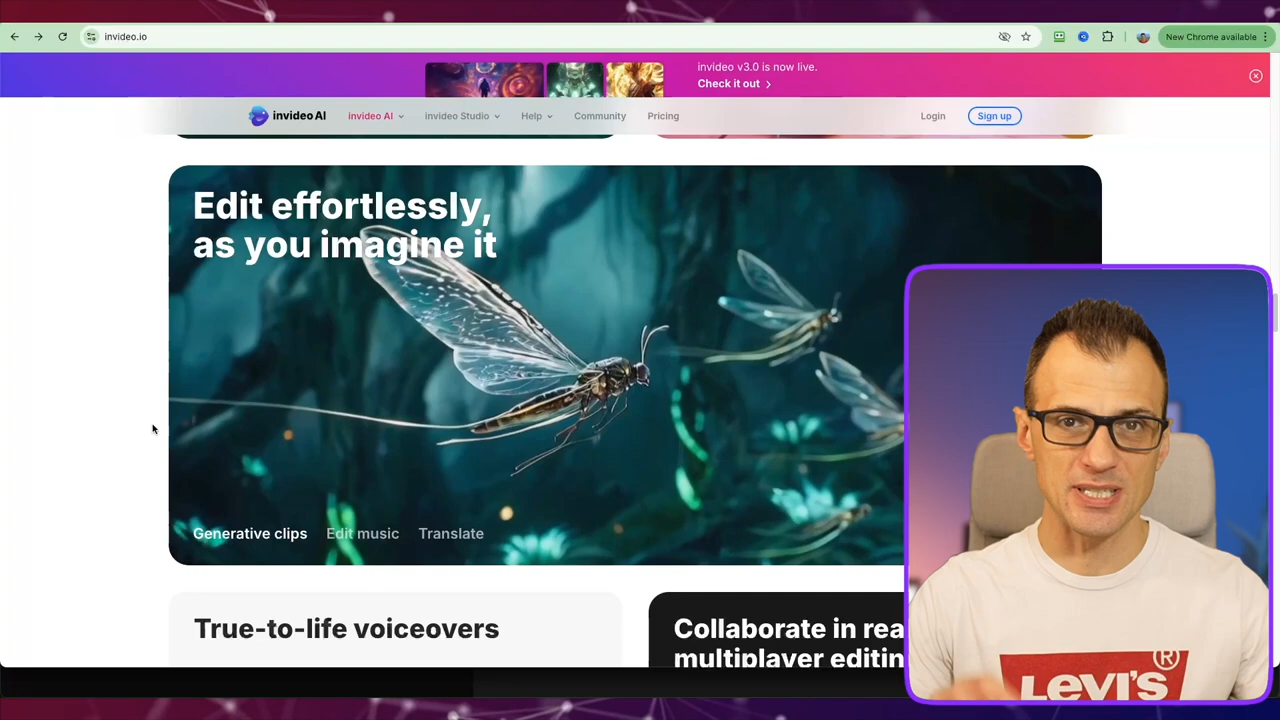 invideo.io
New Chrome available
invideo v3.0 is now live.
Check it out
invideo AI
invideo AI
invideo Studio
Help
Community
Pricing
Login
Sign up
Edit effortlessly,
as you imagine it
Generative clips
Edit music
Translate
True-to-life voiceovers
Collaborate in
multiplayer
LEVI'S